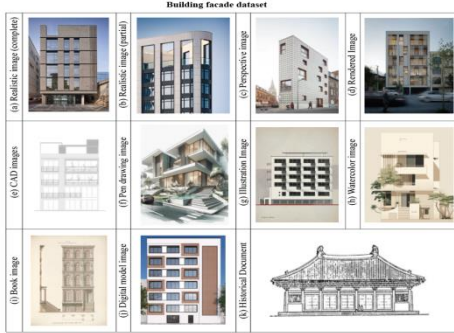 Building facade dataset
(a) Realistic image (complete)
(b) Realistic image (partial)
(c) Perspective image
(d) Rendered Image
(e) CAD images
(f) Pen drawing image
(g) Illustration Image
(h) Watercolor image
(i) Book image
(j) Digital model image
(k) Historical Document